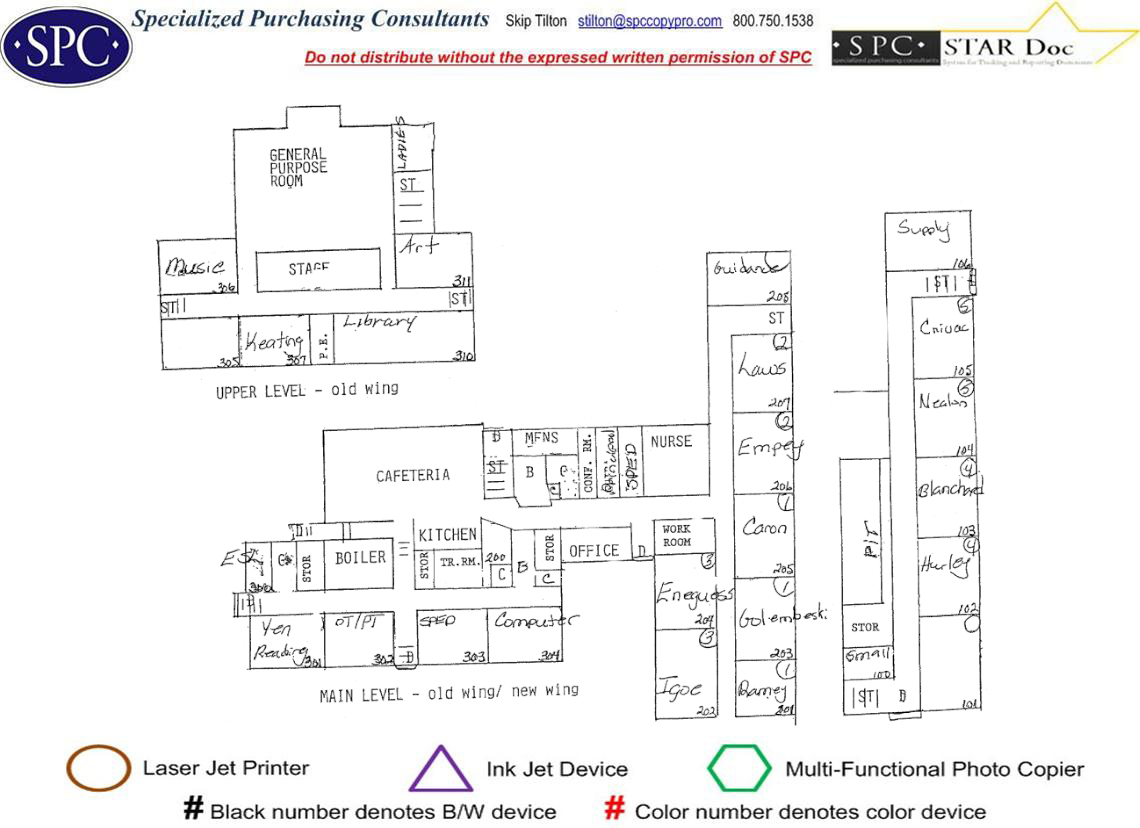 SPC
Specialized Purchasing Consultants Skip Tilton stilton@spccopypro.com 800.750.1538
Do not distribute without the expressed written permission of SPC
·SPC· STAR Doc
specialized purchasing consultants System for Tracking and Reporting Documents
LADIES
GENERAL
PURPOSE
ROOM
ST
Music
306
STAGE
Art
311
ST
ST
305
Keating
307
P.E.
Library
310
UPPER LEVEL - old wing
Supply
106
ST
5
Cnivac
105
5
Nealon
104
4
Blanchard
103
4
Hurley
102
101
P/T
STOR
Small
100
ST B
Guidance
208
ST
2
Laws
207
2
Empey
206
1
Caron
205
1
Golembeski
203
1
Barney
201
CAFETERIA
B
ST
MENS
B
C
CONF. RM.
Principal
SPED
NURSE
KITCHEN
STOR
TR.RM.
200
C
B
STOR
C
OFFICE
D
WORK
ROOM
3
Eneguess
204
3
Igoe
202
D
ESL
STOR
BOILER
D
Yen
Reading
301
OT/PT
302
B
SPED
303
Computer
304
MAIN LEVEL - old wing/ new wing
Laser Jet Printer
Ink Jet Device
Multi-Functional Photo Copier
# Black number denotes B/W device
# Color number denotes color device